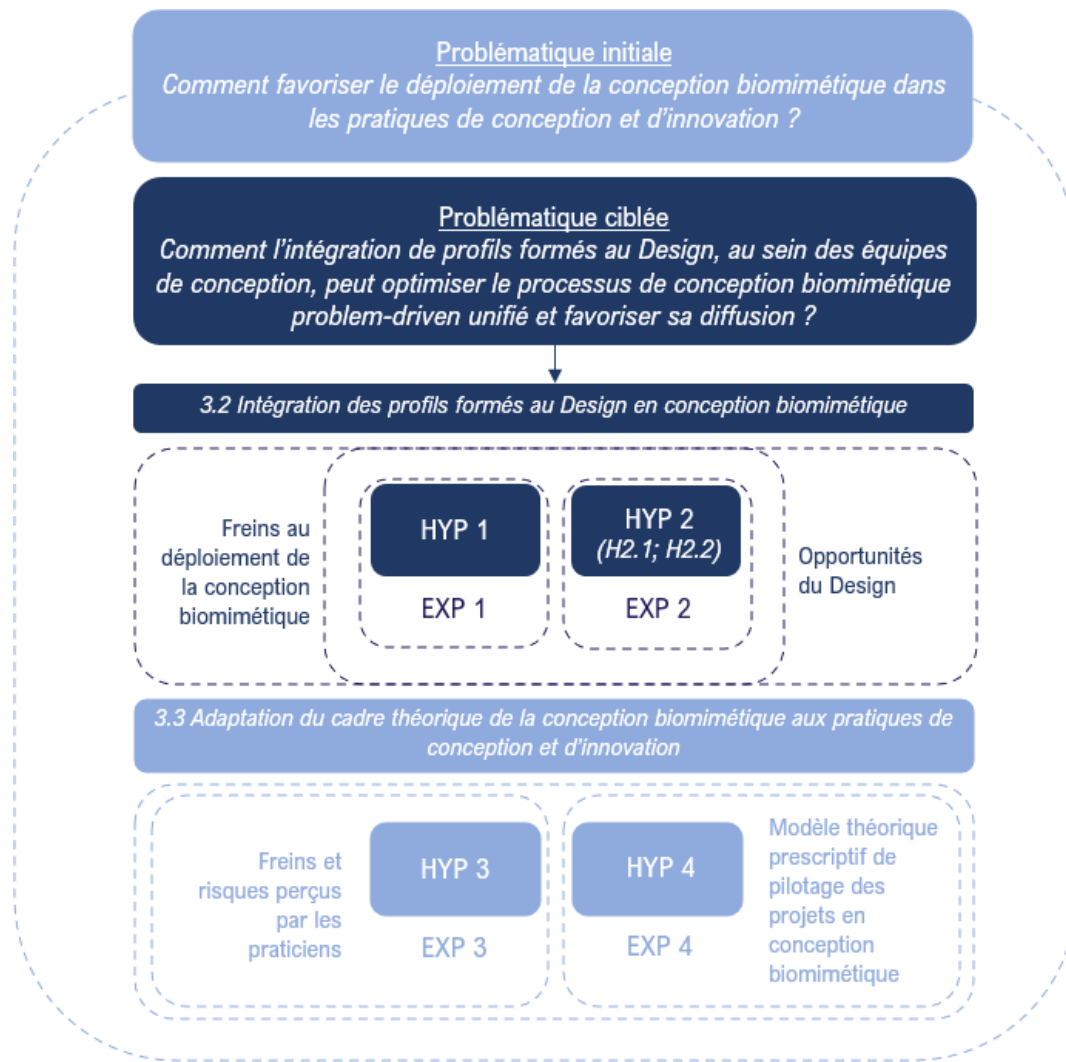 Problématique initiale
Comment favoriser le déploiement de la conception biomimétique dans
les pratiques de conception et d'innovation ?
Problématique ciblée
Comment l'intégration de profils formés au Design, au sein des équipes
de conception, peut optimiser le processus de conception biomimétique
problem-driven unifié et favoriser sa diffusion ?
3.2 Intégration des profils formés au Design en conception biomimétique
Freins au
déploiement de
la conception
biomimétique
HYP 1
EXP 1
HYP 2
(H2.1; H2.2)
EXP 2
Opportunités
du Design
3.3 Adaptation du cadre théorique de la conception biomimétique aux pratiques de
conception et d'innovation
Freins et
risques perçus
par les
praticiens
HYP 3
EXP 3
HYP 4
EXP 4
Modèle théorique
prescriptif de
pilotage des
projets en
conception
biomimétique